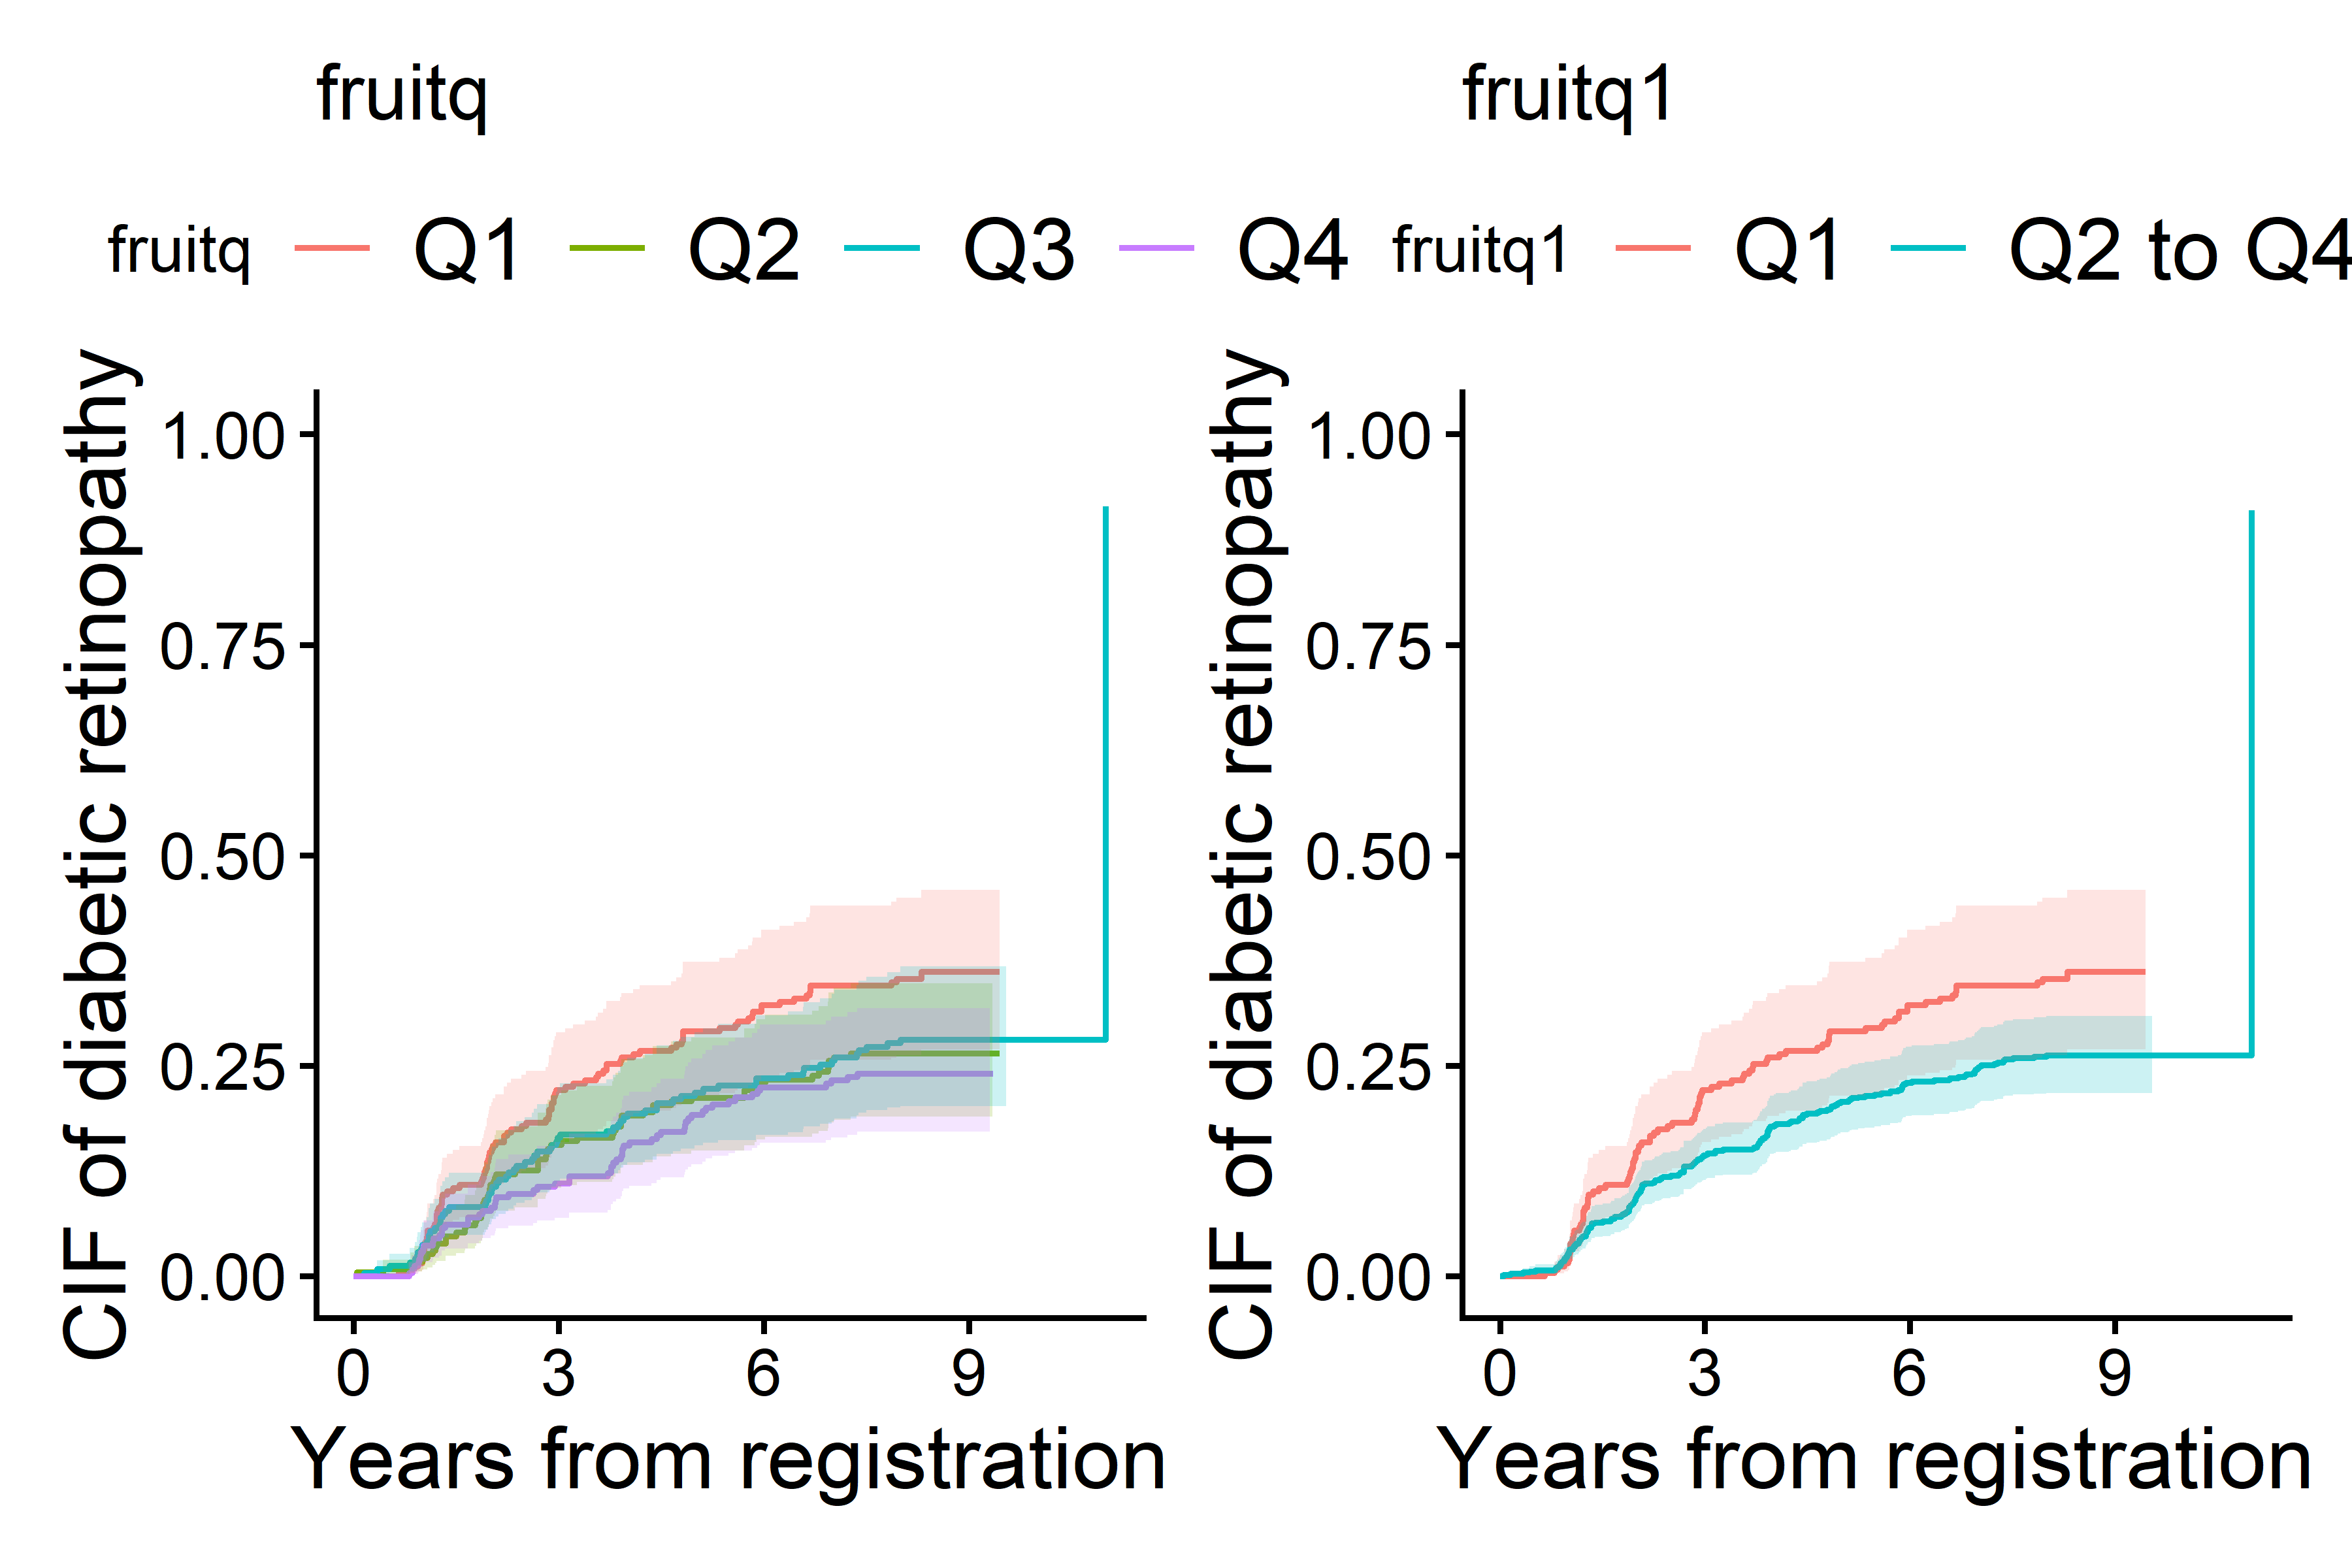 fruitq
fruitq Q1 Q2 Q3 Q4
CIF of diabetic retinopathy
1.00
0.75
0.50
0.25
0.00
0 3 6 9
Years from registration
fruitq1
fruitq1 Q1 Q2 to Q4
CIF of diabetic retinopathy
1.00
0.75
0.50
0.25
0.00
0 3 6 9
Years from registration